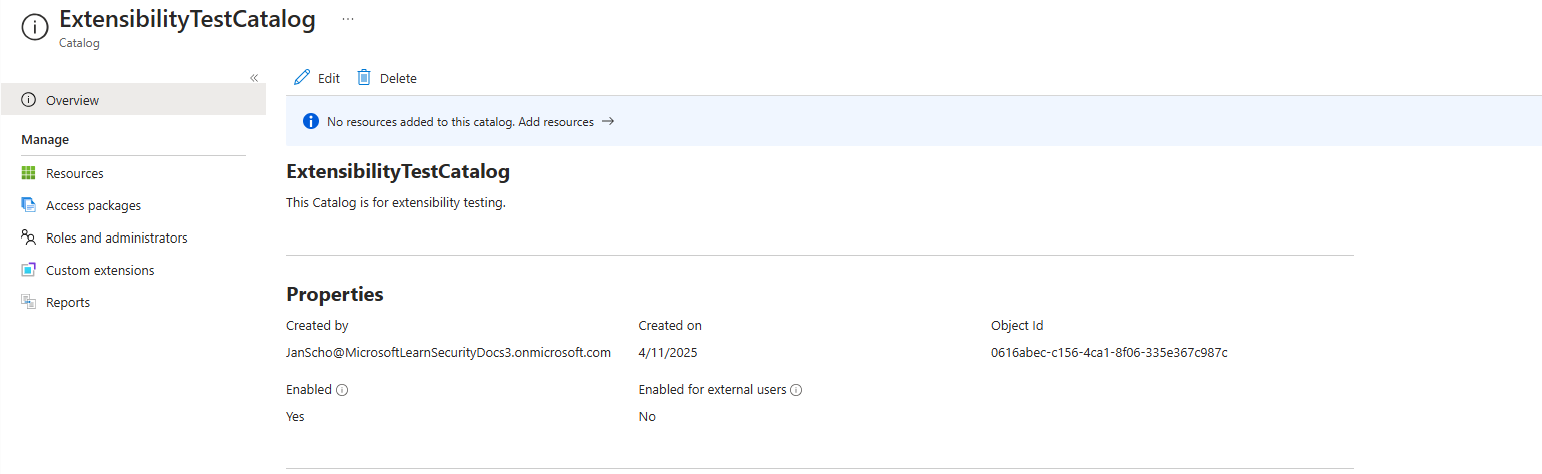 ExtensibilityTestCatalog ...
Catalog
«
Edit Delete
Overview
No resources added to this catalog. Add resources →
Manage
Resources
Access packages
Roles and administrators
Custom extensions
Reports
ExtensibilityTestCatalog
This Catalog is for extensibility testing.
Properties
Created by Created on Object Id
JanScho@MicrosoftLearnSecurityDocs3.onmicrosoft.com 4/11/2025 0616abec-c156-4ca1-8f06-335e367c987c
Enabled Enabled for external users
Yes No